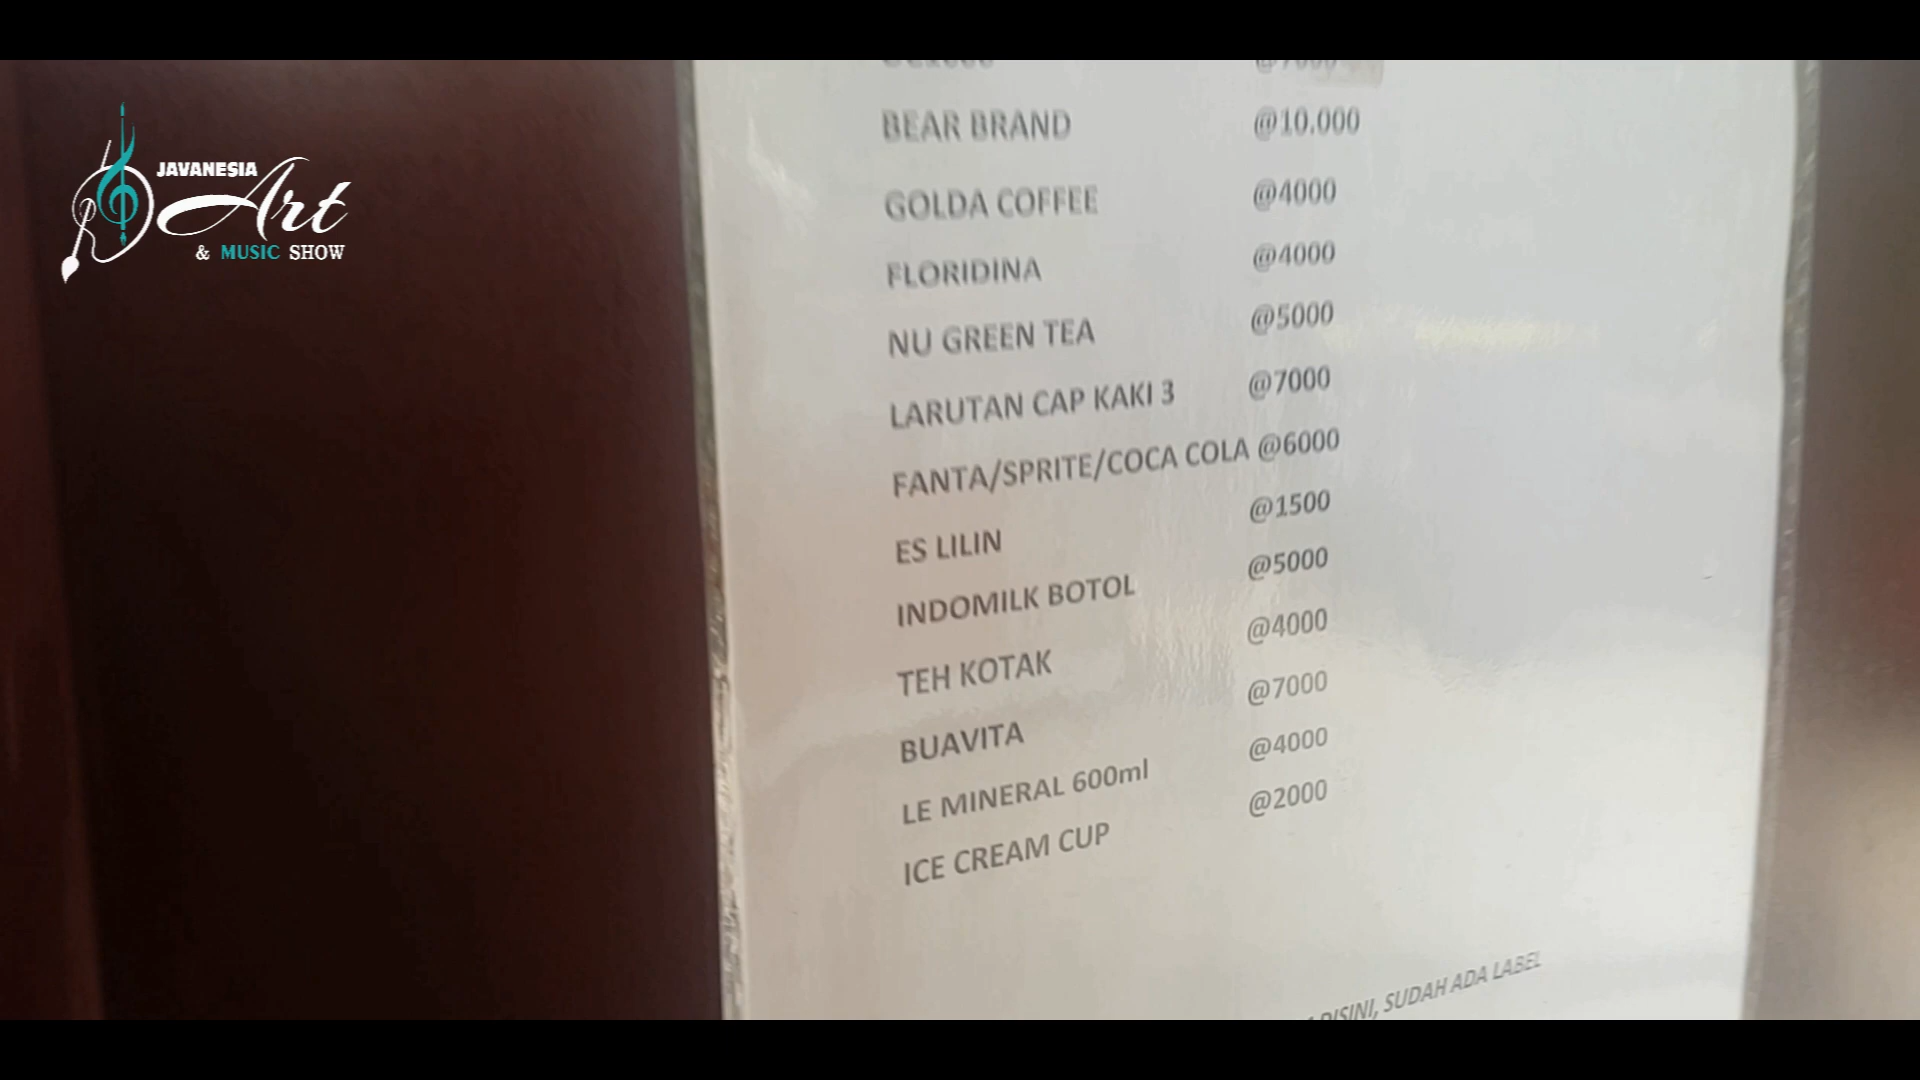 JAVANESIA
Art
& MUSIC SHOW
@7000
BEAR BRAND @10.000
GOLDA COFFEE @4000
FLORIDINA @4000
NU GREEN TEA @5000
LARUTAN CAP KAKI 3 @7000
FANTA/SPRITE/COCA COLA @6000
ES LILIN @1500
INDOMILK BOTOL @5000
TEH KOTAK @4000
BUAVITA @7000
LE MINERAL 600ml @4000
ICE CREAM CUP @2000
DISINI, SUDAH ADA LABEL